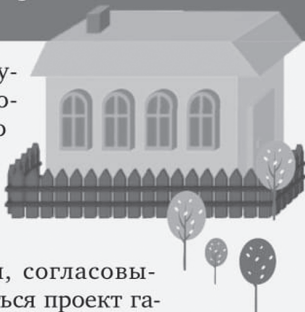 у-
о-
о
, согласовы-
ься проект га-